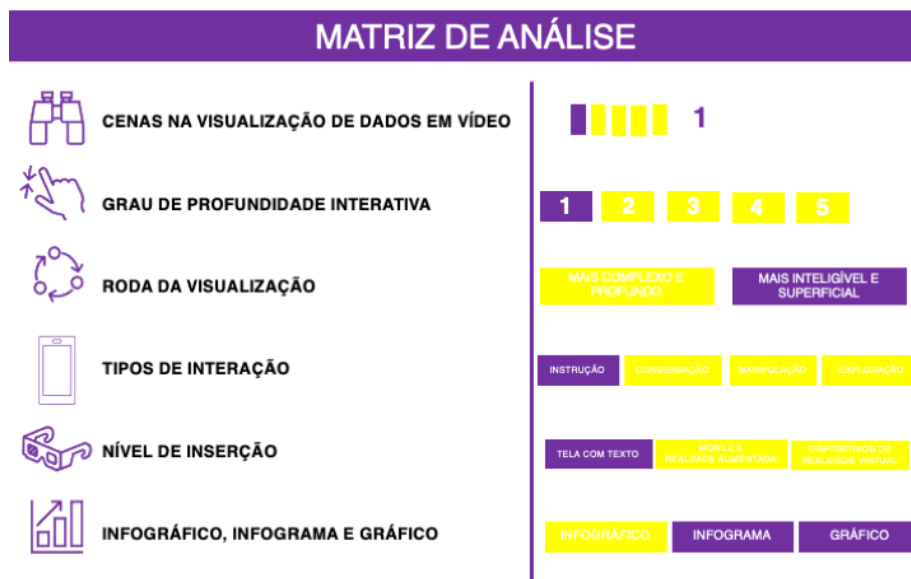 MATRIZ DE ANÁLISE
CENAS NA VISUALIZAÇÃO DE DADOS EM VÍDEO
1
GRAU DE PROFUNDIDADE INTERATIVA
1 2 3 4 5
RODA DA VISUALIZAÇÃO
MAIS COMPLEXO E
PROFUNDO
MAIS INTELIGÍVEL E
SUPERFICIAL
TIPOS DE INTERAÇÃO
INSTRUÇÃO CONVERSAÇÃO MANIPULAÇÃO EXPLORAÇÃO
NÍVEL DE INSERÇÃO
TELA COM TEXTO
MOBILE E
REALDADE AUMENTADA
DISPOSITIVOS DE
REALIDADE VIRTUAL
INFOGRÁFICO, INFOGRAMA E GRÁFICO
INFOGRÁFICO INFOGRAMA GRÁFICO